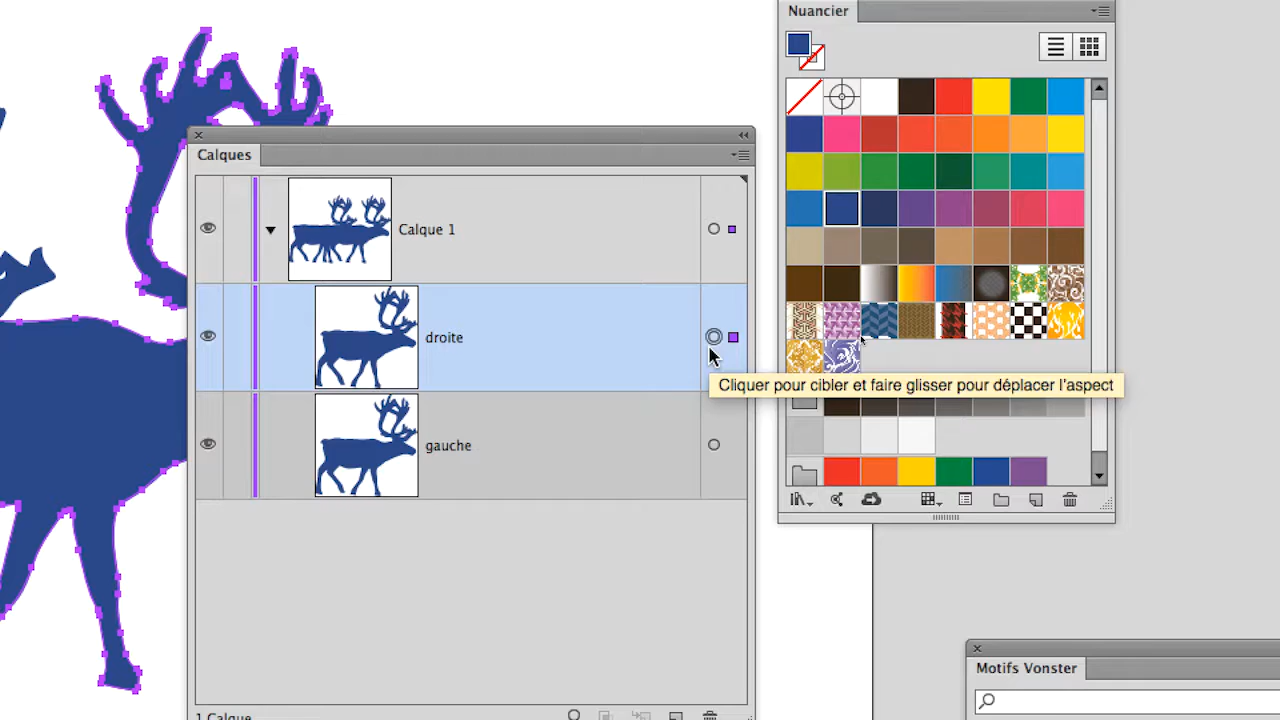 Nuancier
Calques
Calque 1
droite
Cliquer pour cibler et faire glisser pour déplacer l'aspect
gauche
Motifs Vonster
1 Calque